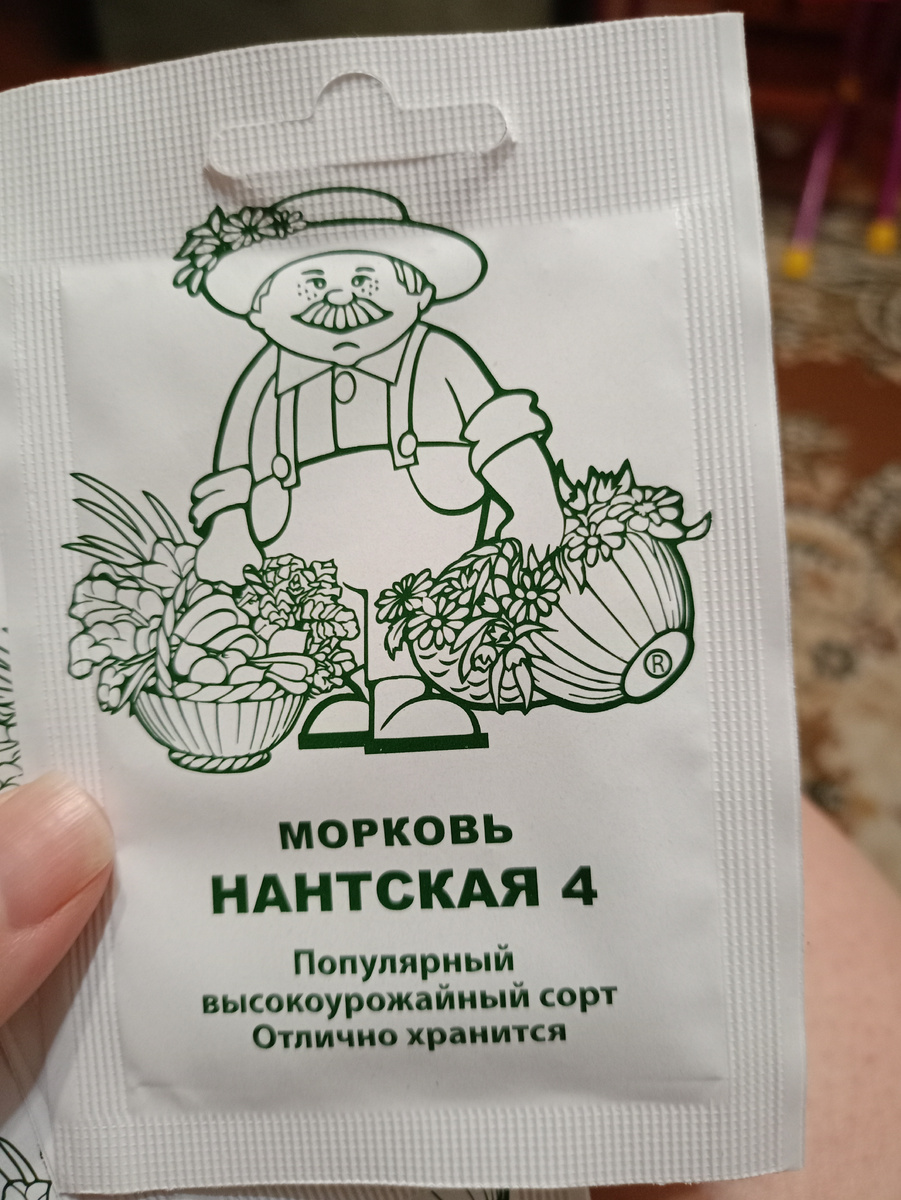 ®
МОРКОВЬ
НАНТСКАЯ 4
Популярный
высокоурожайный сорт
Отлично хранится